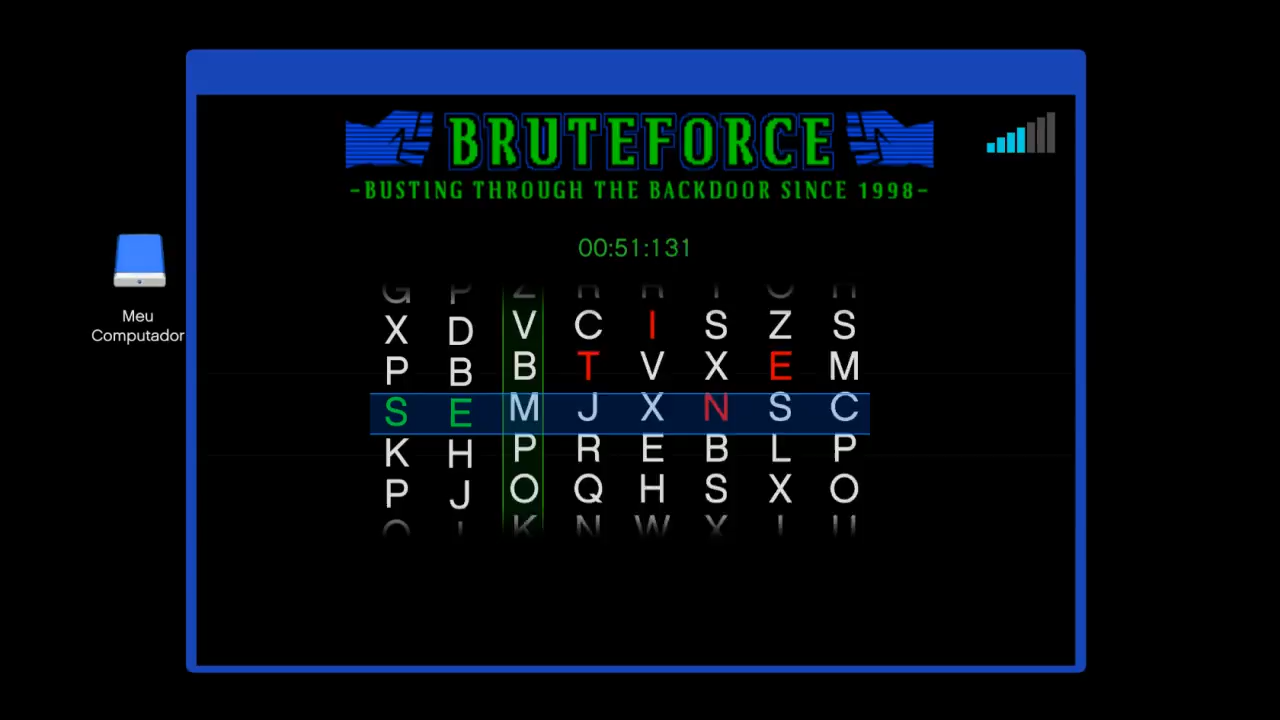 BRUTEFORCE
-BUSTING THROUGH THE BACKDOOR SINCE 1998-
00:51:131
Meu
Computador
X D V C I S Z S
P B B T V X E M
S E M J X N S C
K H P R E B L P
P J O Q H S X O